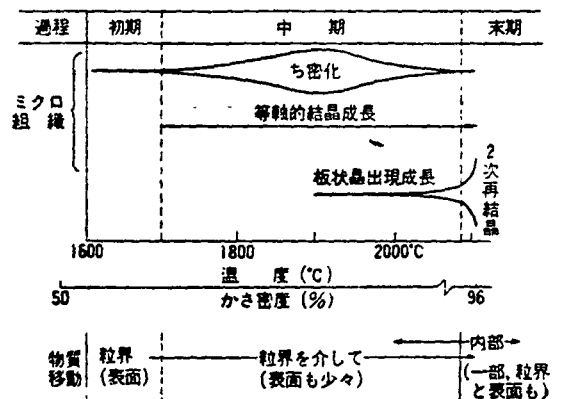 過程 初期 中期 末期
ち密化
ミクロ
組織
等軸的結晶成長
板状晶出現成長
2次再結晶
1600 1800 2000°C
温度 (°C)
50 かさ密度 (%) 96
内部
物質 粒界 粒界を介して (一部, 粒界
移動 (表面) (表面も少々) と表面も)